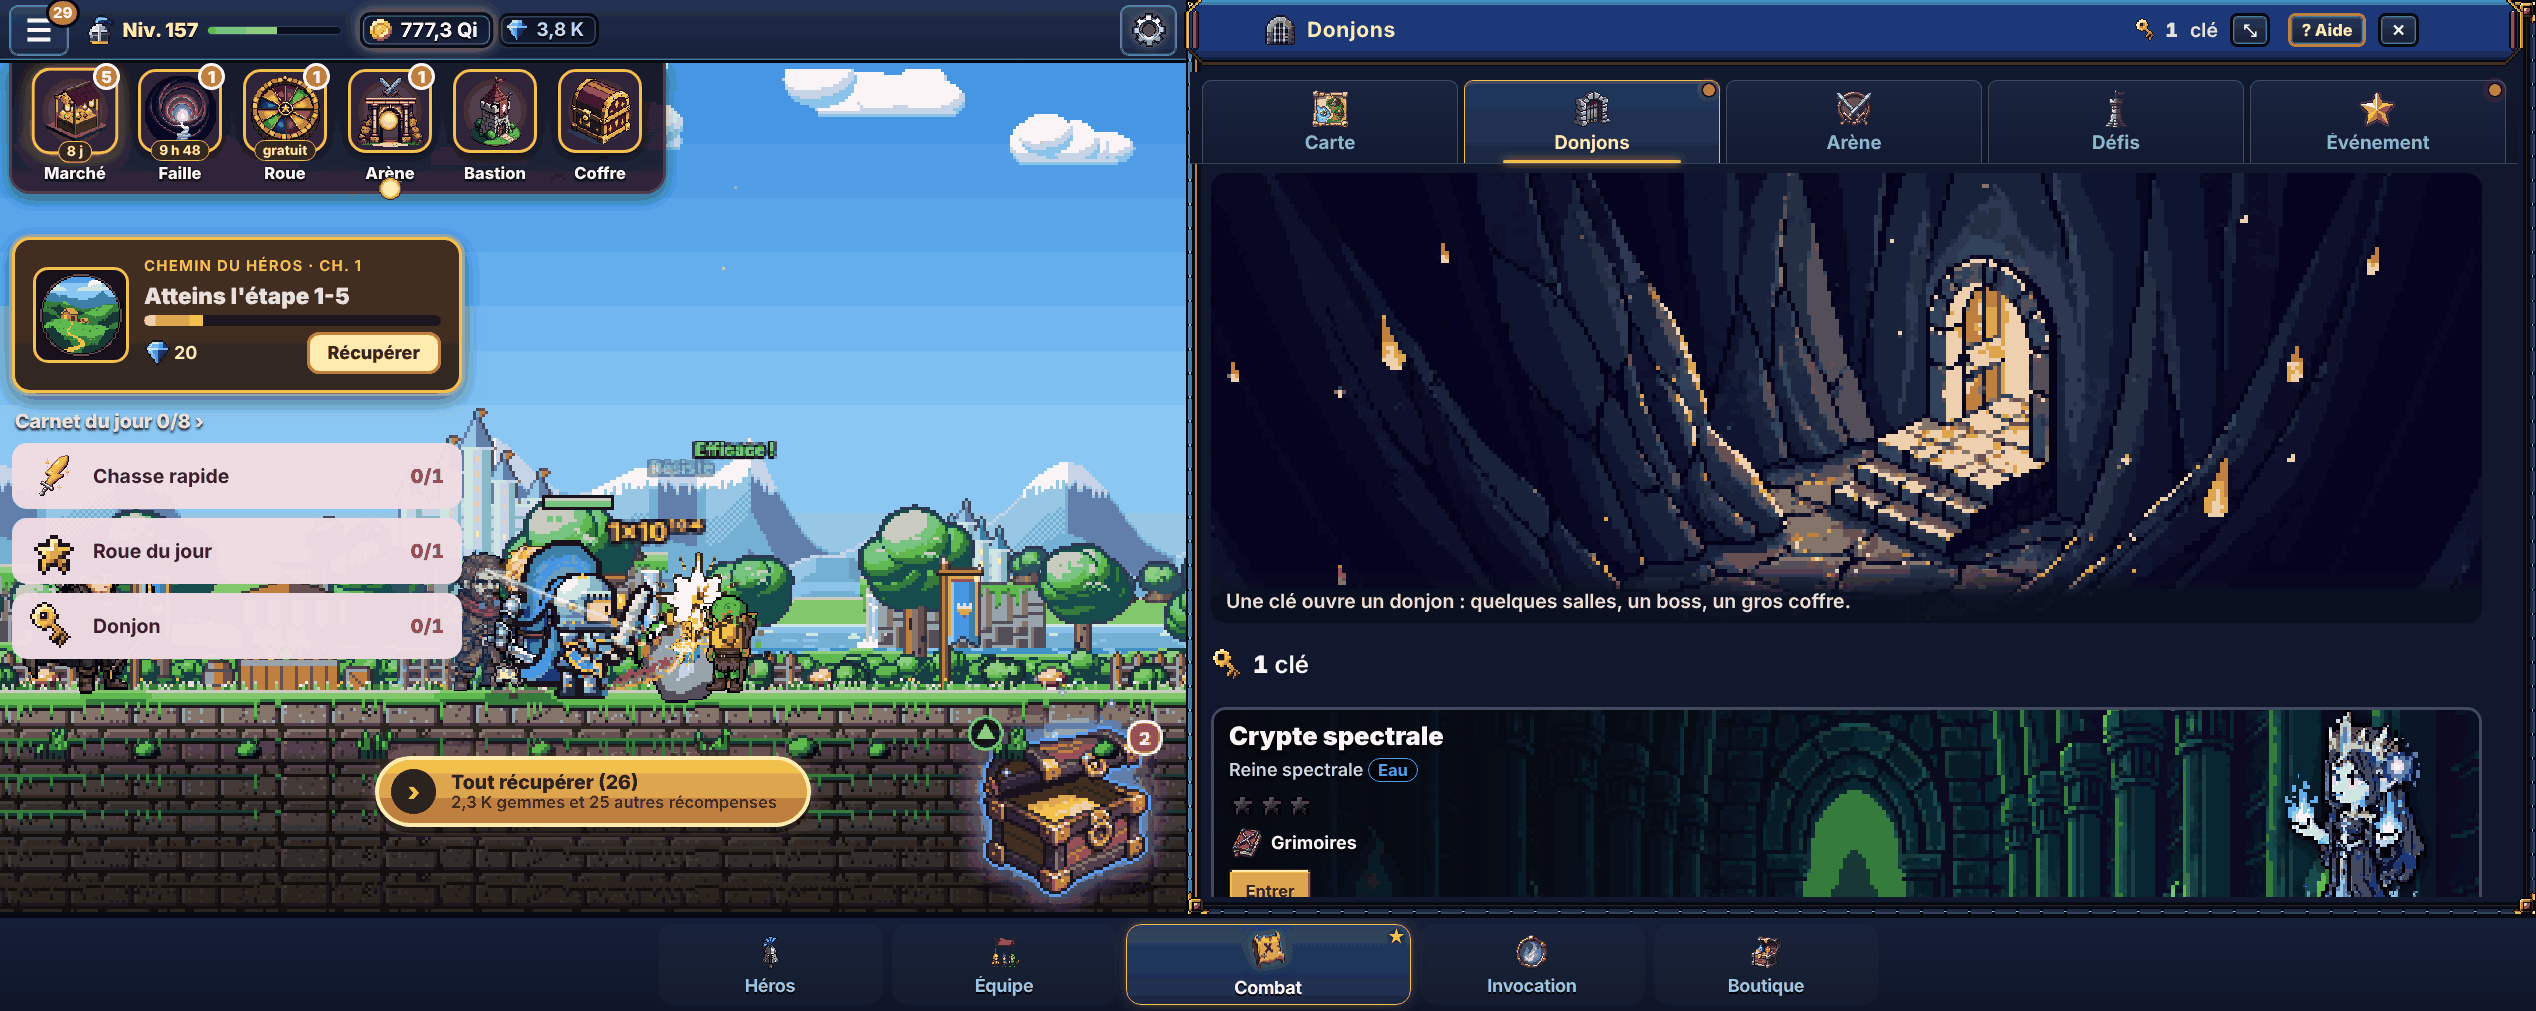 29
Niv. 157
777,3 Qi
3,8 K
5
8 j
Marché
1
9 h 48
Faille
1
gratuit
Roue
1
Arène
Bastion
Coffre
CHEMIN DU HÉROS · CH. 1
Atteins l'étape 1-5
20
Récupérer
Carnet du jour 0/8 ›
Chasse rapide 0/1
Roue du jour 0/1
Donjon 0/1
Efficace !
Tout récupérer (26)
2,3 K gemmes et 25 autres récompenses
2
Donjons
1 clé
? Aide
Carte
Donjons
Arène
Défis
Événement
Une clé ouvre un donjon : quelques salles, un boss, un gros coffre.
1 clé
Crypte spectrale
Reine spectrale Eau
Grimoires
Entrer
Héros
Équipe
Combat
Invocation
Boutique